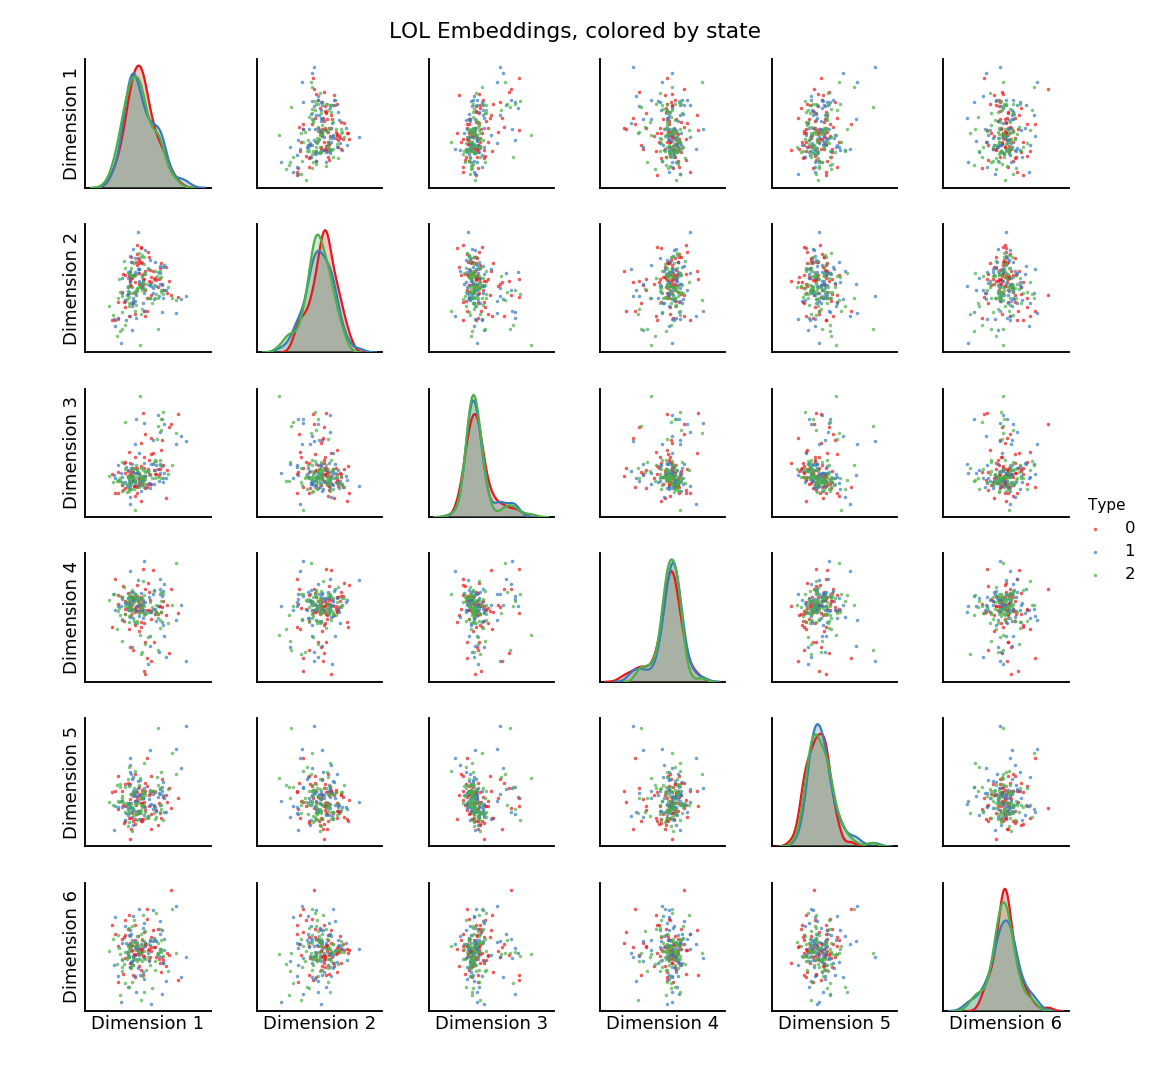 LOL Embeddings, colored by state
Dimension 1
Dimension 2
Dimension 3
Dimension 4
Dimension 5
Dimension 6
Type
0
1
2
Dimension 1
Dimension 2
Dimension 3
Dimension 4
Dimension 5
Dimension 6